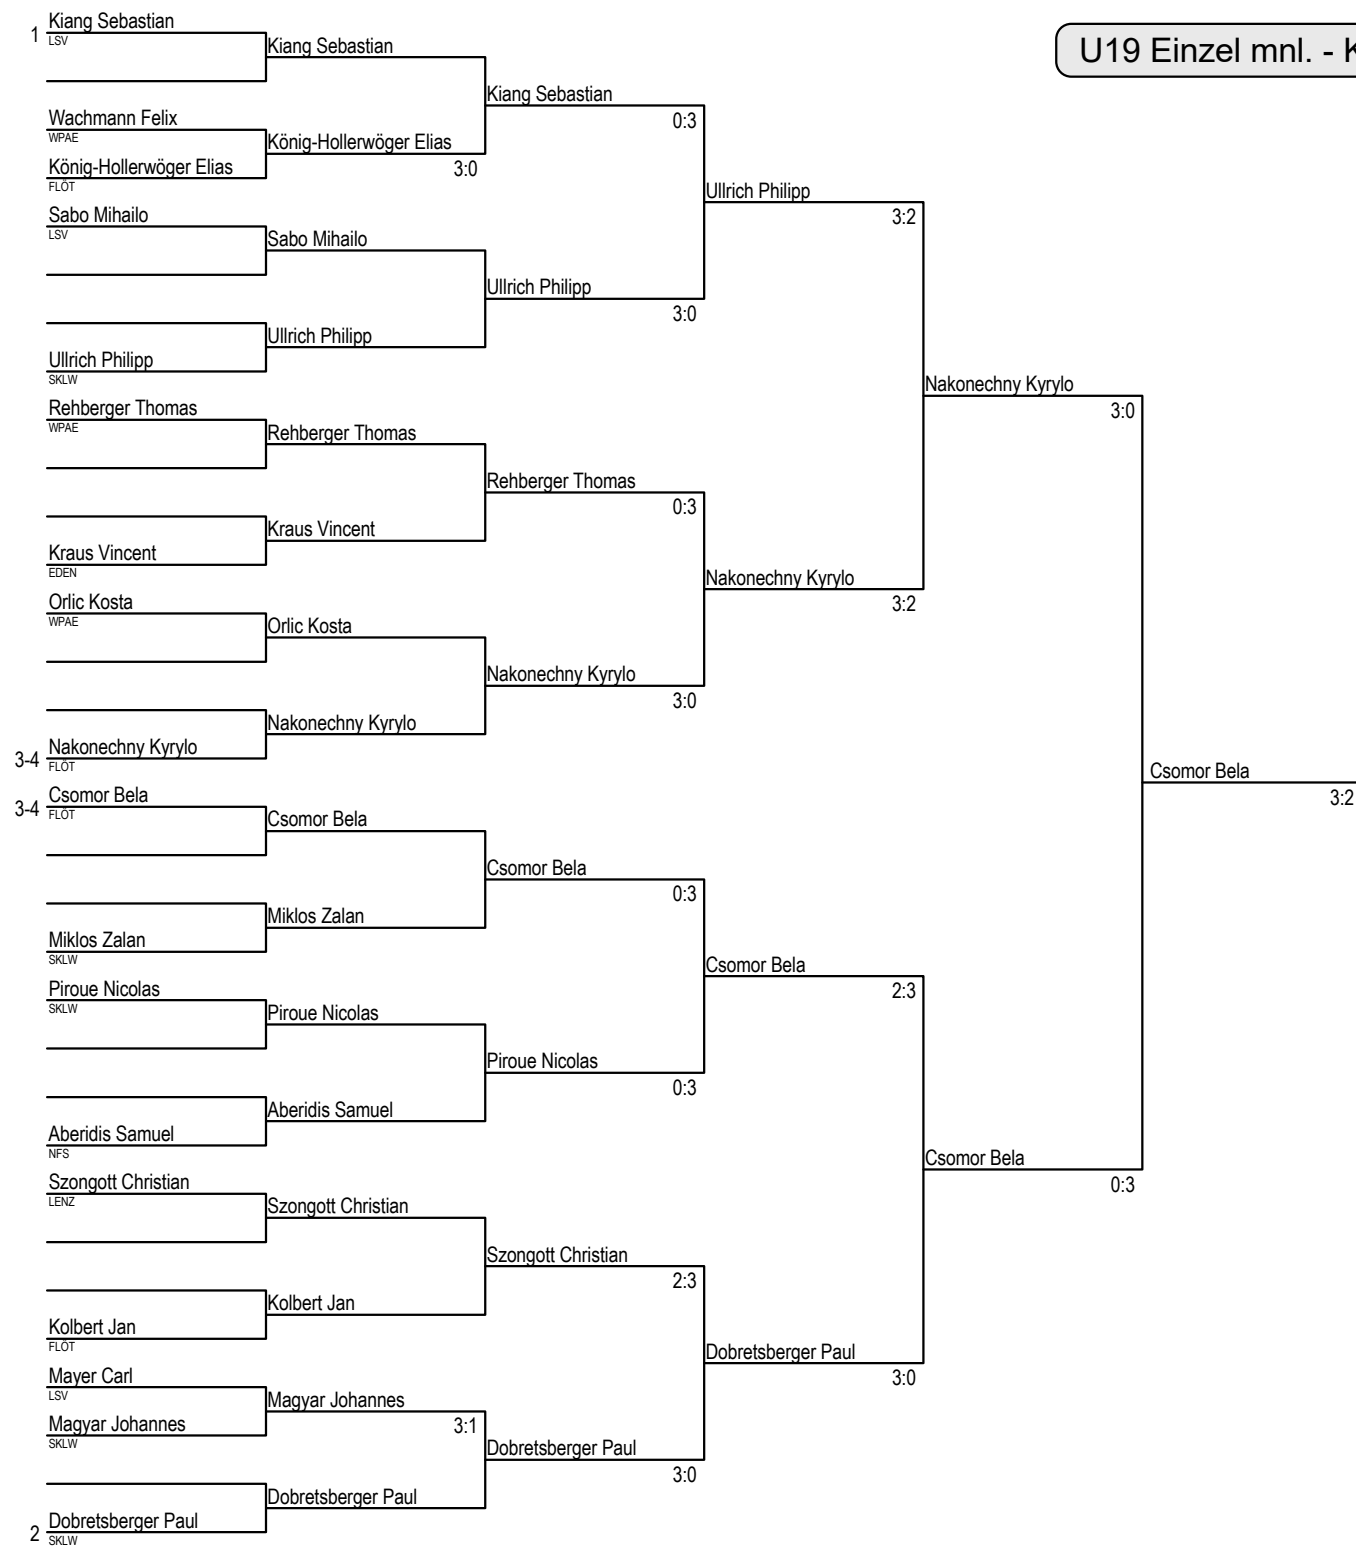 U19 Einzel mnl. - K
1 Kiang Sebastian
LSV
Wachmann Felix
WPAE
König-Hollerwöger Elias
FLÖT
Sabo Mihailo
LSV
Ullrich Philipp
SKLW
Rehberger Thomas
WPAE
Kraus Vincent
EDEN
Orlic Kosta
WPAE
3-4 Nakonechny Kyrylo
FLÖT
3-4 Csomor Bela
FLÖT
Miklos Zalan
SKLW
Piroue Nicolas
SKLW
Aberidis Samuel
NFS
Szongott Christian
LENZ
Kolbert Jan
FLÖT
Mayer Carl
LSV
Magyar Johannes
SKLW
2 Dobretsberger Paul
SKLW
Kiang Sebastian
König-Hollerwöger Elias
3:0
Sabo Mihailo
Ullrich Philipp
Rehberger Thomas
Kraus Vincent
Orlic Kosta
Nakonechny Kyrylo
Csomor Bela
Miklos Zalan
Piroue Nicolas
Aberidis Samuel
Szongott Christian
Kolbert Jan
Magyar Johannes
3:1
Dobretsberger Paul
Kiang Sebastian
0:3
Ullrich Philipp
3:0
Rehberger Thomas
0:3
Nakonechny Kyrylo
3:0
Csomor Bela
0:3
Piroue Nicolas
0:3
Szongott Christian
2:3
Dobretsberger Paul
3:0
Ullrich Philipp
3:2
Nakonechny Kyrylo
3:2
Csomor Bela
2:3
Dobretsberger Paul
3:0
Nakonechny Kyrylo
3:0
Csomor Bela
0:3
Csomor Bela
3:2